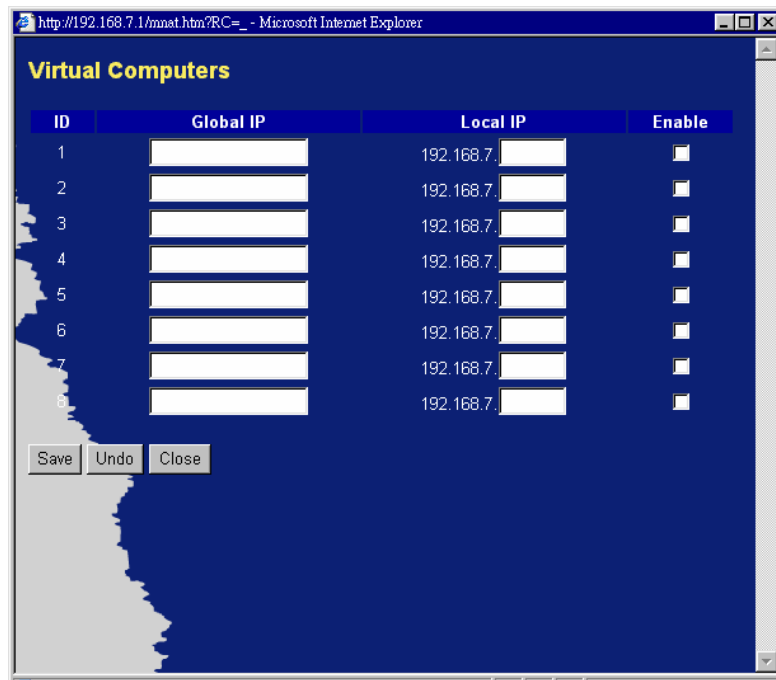 http://192.168.7.1/mnat.htm?RC=_ - Microsoft Internet Explorer
Virtual Computers
ID Global IP Local IP Enable
1 192.168.7.
2 192.168.7.
3 192.168.7.
4 192.168.7.
5 192.168.7.
6 192.168.7.
7 192.168.7.
8 192.168.7.
Save Undo Close